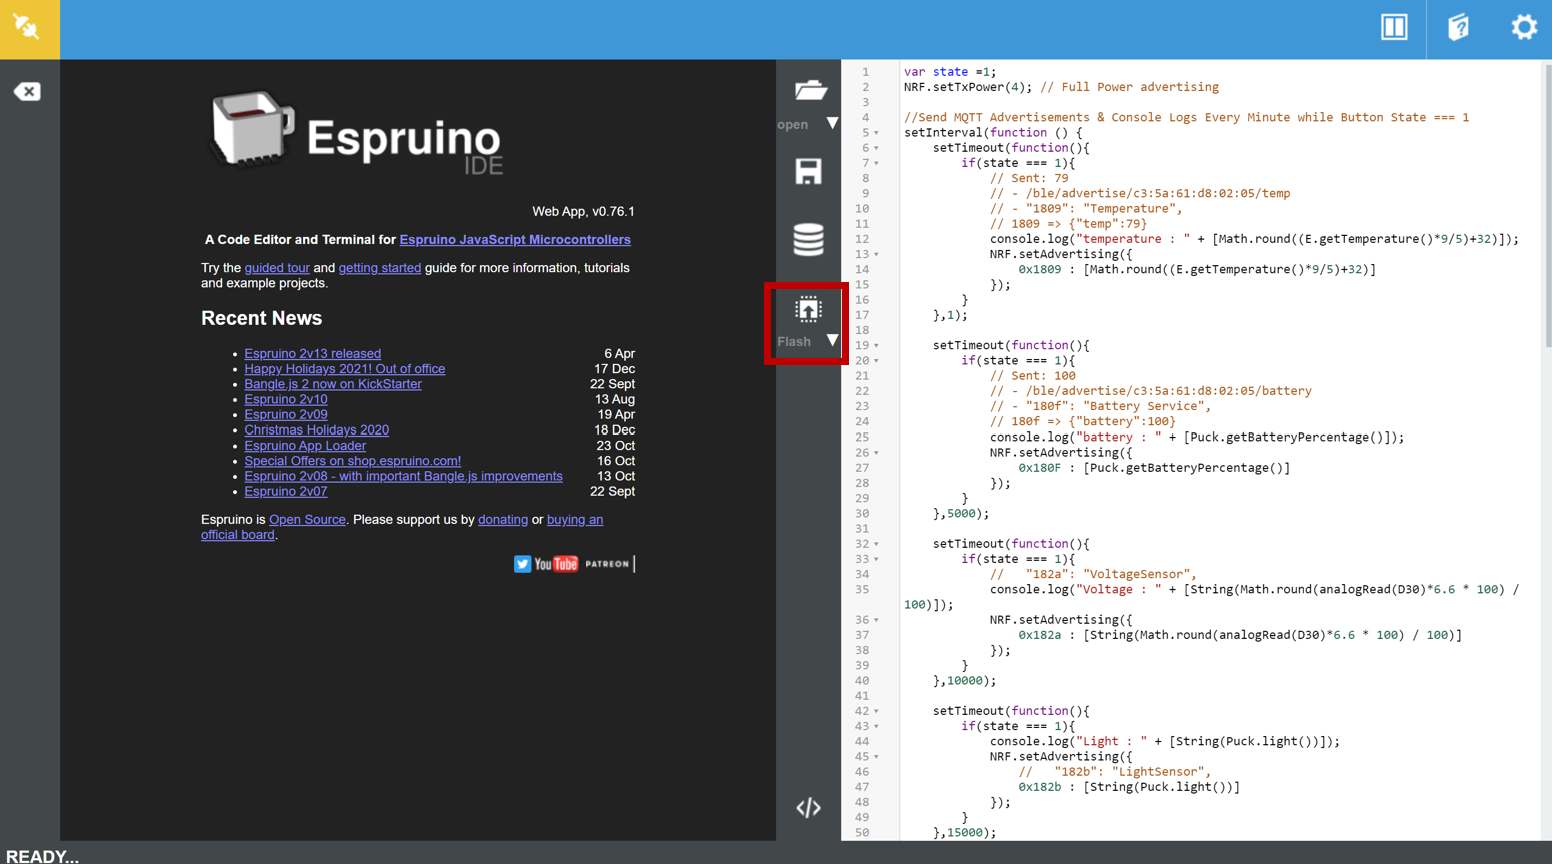 Espruino
IDE
Web App, v0.76.1
A Code Editor and Terminal for Espruino JavaScript Microcontrollers
Try the guided tour and getting started guide for more information, tutorials
and example projects.
Recent News
Espruino 2v13 released 6 Apr
Happy Holidays 2021! Out of office 17 Dec
Bangle.js 2 now on KickStarter 22 Sept
Espruino 2v10 13 Aug
Espruino 2v09 19 Apr
Christmas Holidays 2020 18 Dec
Espruino App Loader 23 Oct
Special Offers on shop.espruino.com! 16 Oct
Espruino 2v08 - with important Bangle.js improvements 13 Oct
Espruino 2v07 22 Sept
Espruino is Open Source. Please support us by donating or buying an
official board.
YouTube PATREON
open
Flash
</>
1 var state =1;
2 NRF.setTxPower(4); // Full Power advertising
3
4 //Send MQTT Advertisements & Console Logs Every Minute while Button State === 1
5 setInterval(function () {
6 setTimeout(function(){
7 if(state === 1){
8 // Sent: 79
9 // - /ble/advertise/c3:5a:61:d8:02:05/temp
10 // - "1809": "Temperature",
11 // 1809 => {"temp":79}
12 console.log("temperature : " + [Math.round((E.getTemperature()*9/5)+32)]);
13 NRF.setAdvertising({
14 0x1809 : [Math.round((E.getTemperature()*9/5)+32)]
15 });
16 }
17 },1);
18
19 setTimeout(function(){
20 if(state === 1){
21 // Sent: 100
22 // - /ble/advertise/c3:5a:61:d8:02:05/battery
23 // - "180f": "Battery Service",
24 // 180f => {"battery":100}
25 console.log("battery : " + [Puck.getBatteryPercentage()]);
26 NRF.setAdvertising({
27 0x180F : [Puck.getBatteryPercentage()]
28 });
29 }
30 },5000);
31
32 setTimeout(function(){
33 if(state === 1){
34 // "182a": "VoltageSensor",
35 console.log("Voltage : " + [String(Math.round(analogRead(D30)*6.6 * 100) /
100)]);
36 NRF.setAdvertising({
37 0x182a : [String(Math.round(analogRead(D30)*6.6 * 100) / 100)]
38 });
39 }
40 },10000);
41
42 setTimeout(function(){
43 if(state === 1){
44 console.log("Light : " + [String(Puck.light())]);
45 NRF.setAdvertising({
46 // "182b": "LightSensor",
47 0x182b : [String(Puck.light())]
48 });
49 }
50 },15000);
READY...